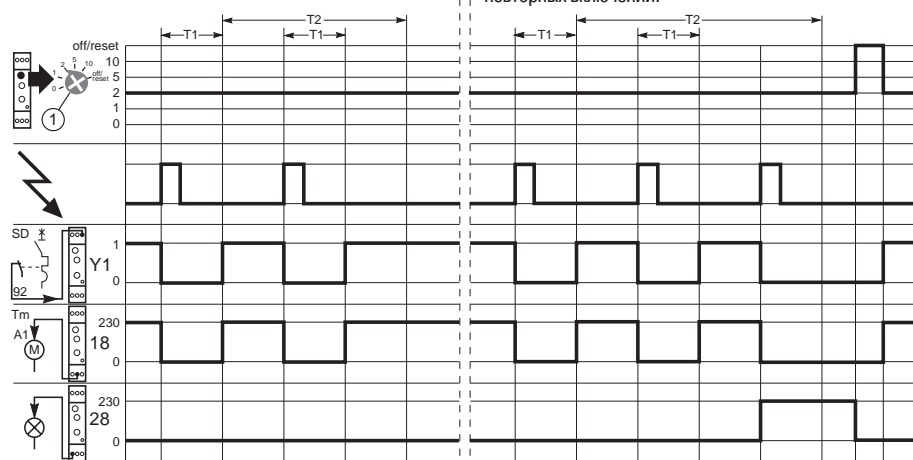 повторных включений.
T2 T2
T1 T1 T1 T1
off/reset
10
5
2
1
0
0 1 2 5 10 off/reset
1
SD
92
Y1
1
0
Tm
A1
M
18
230
0
28
230
0